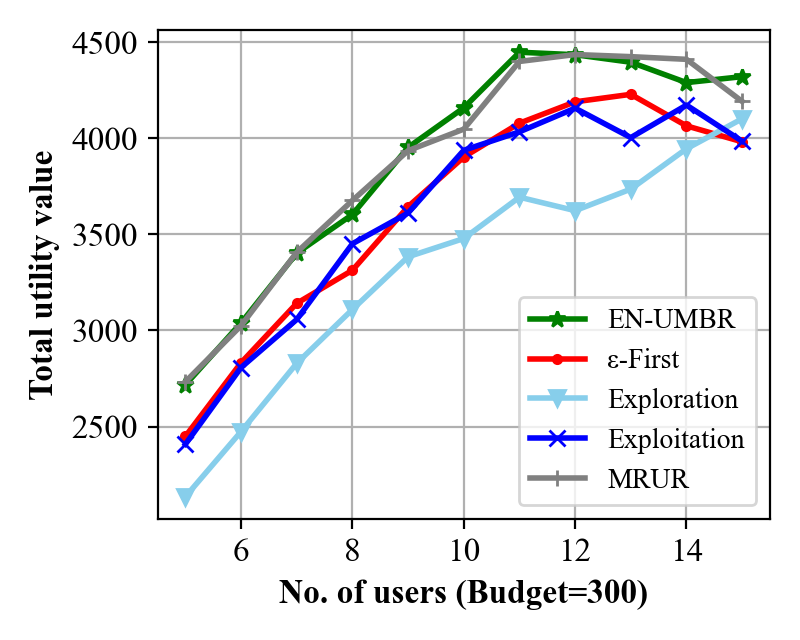 4500
4000
3500
3000
2500
Total utility value
6 8 10 12 14
No. of users (Budget=300)
EN-UMBR
ε-First
Exploration
Exploitation
MRUR